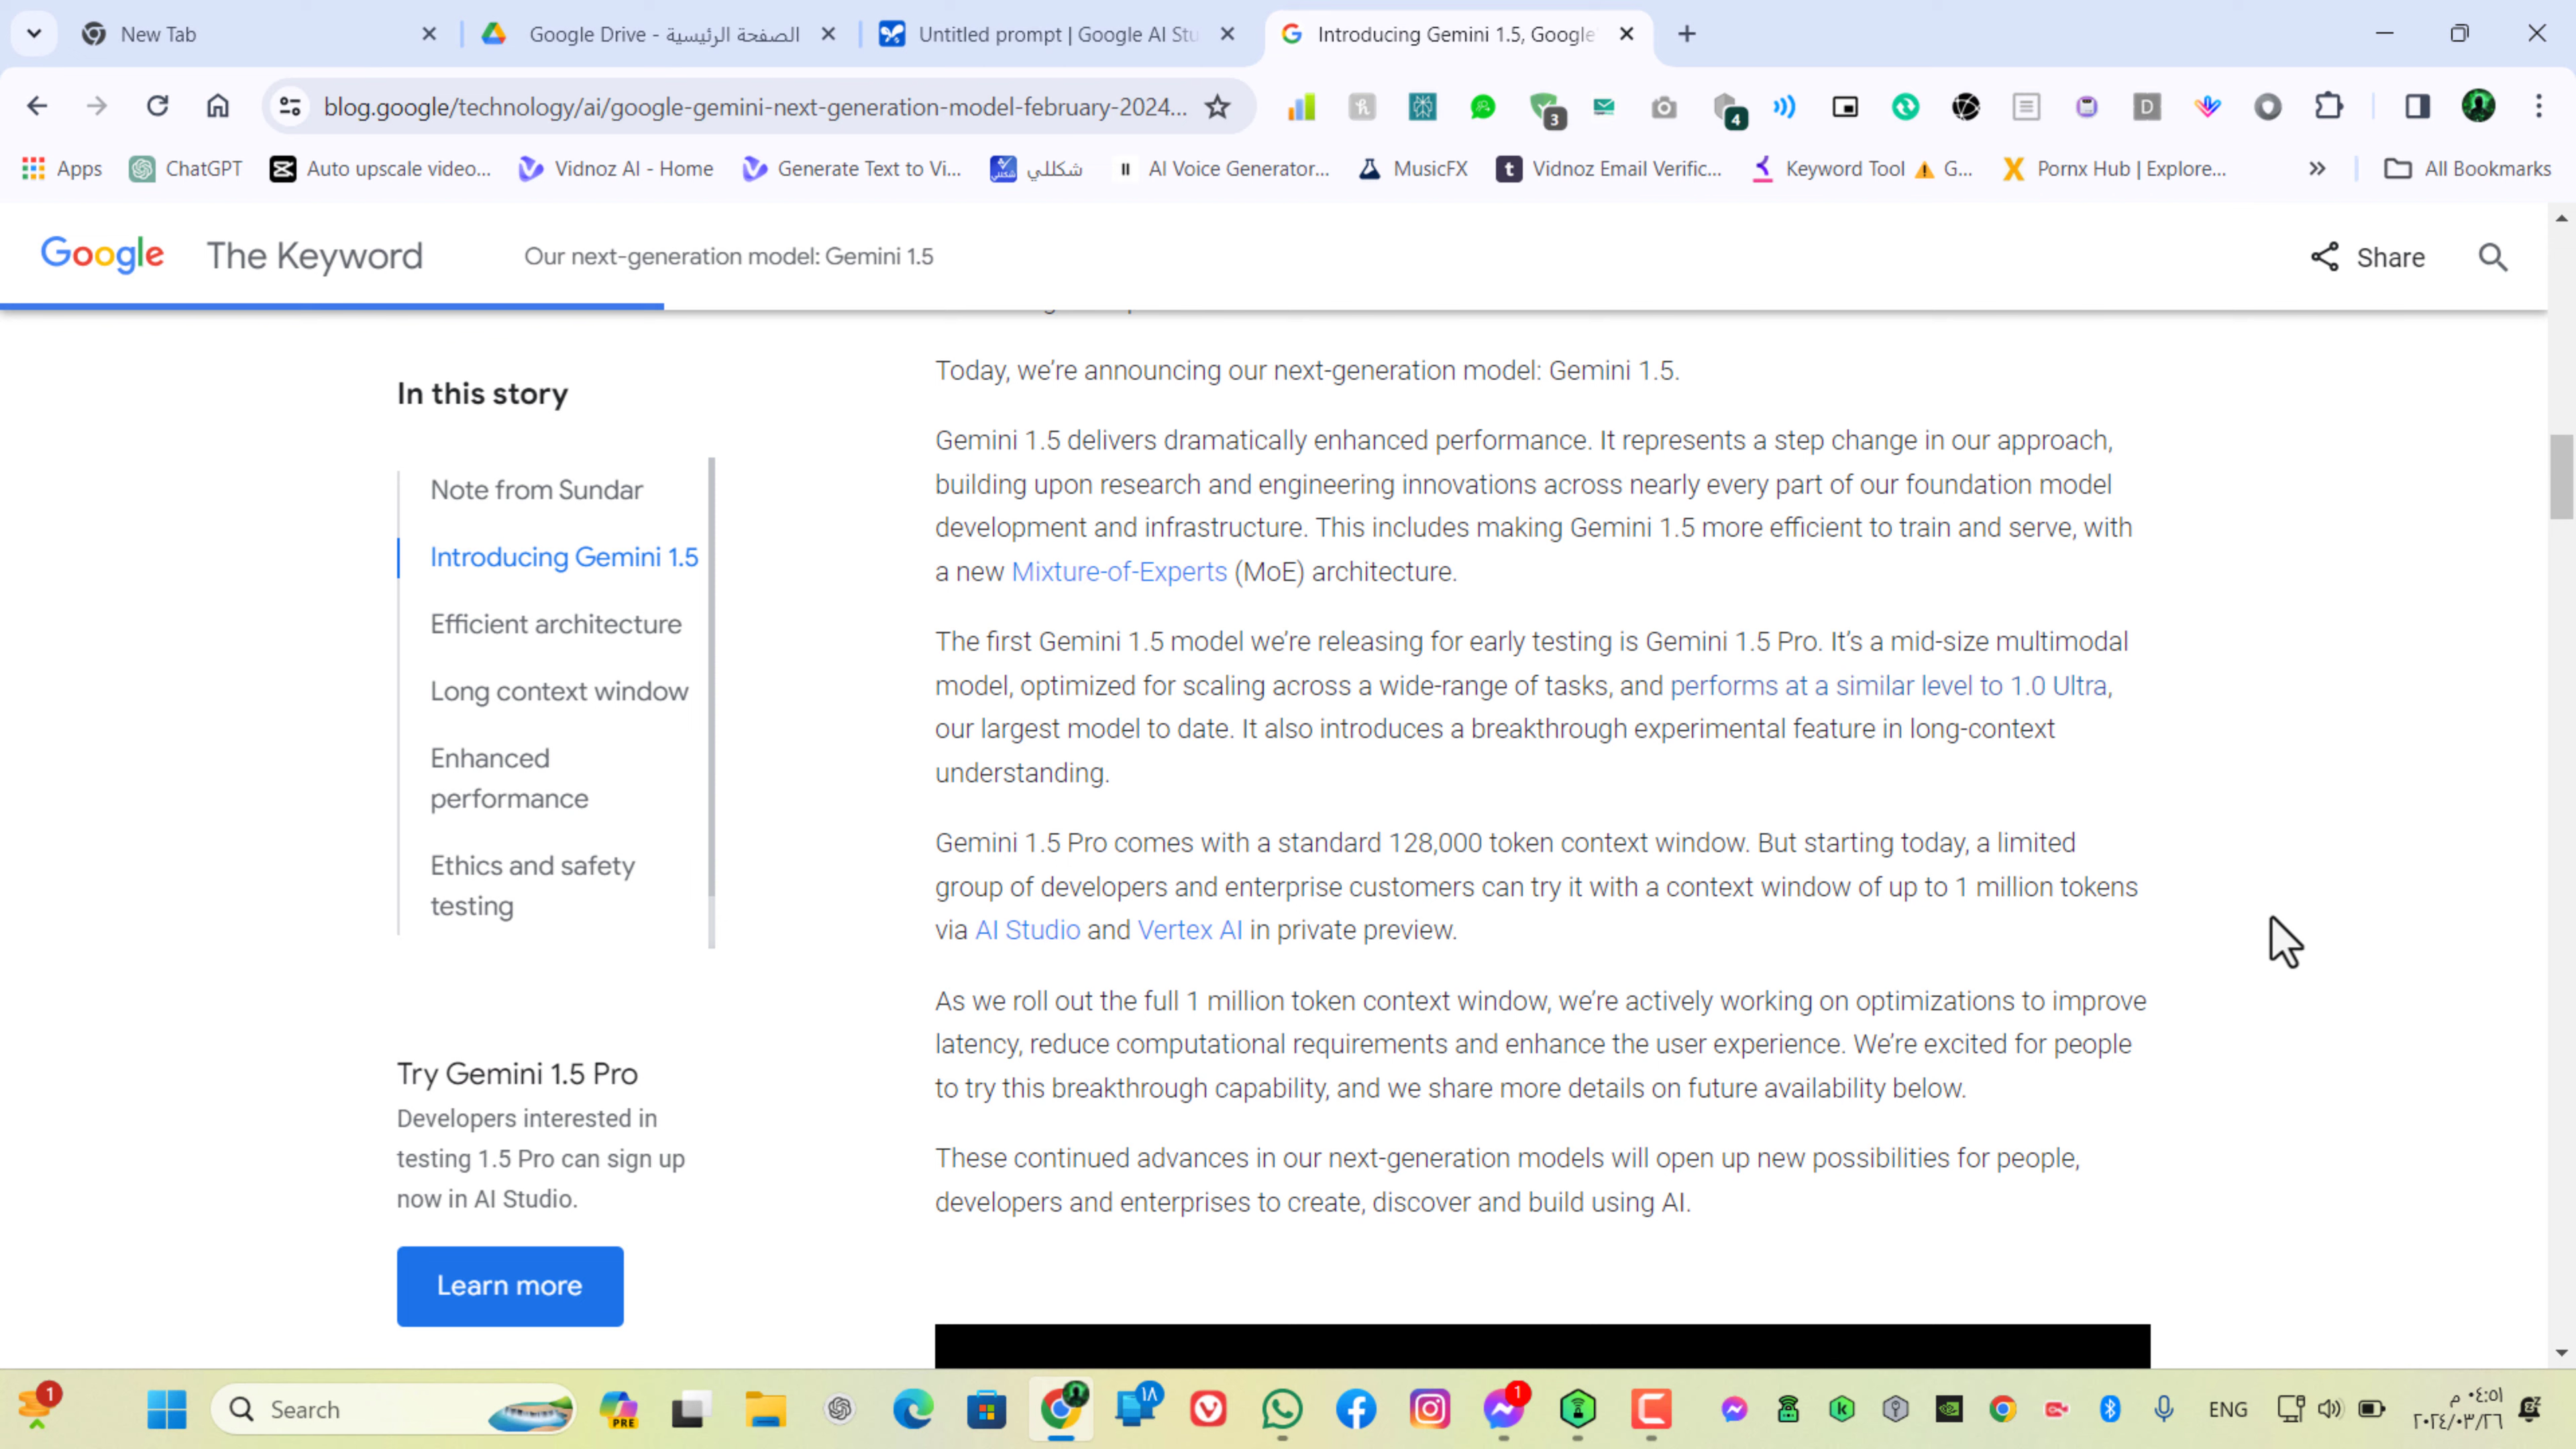 New Tab
Google Drive - الصفحة الرئيسية
Untitled prompt | Google AI Stu
Introducing Gemini 1.5, Google'
blog.google/technology/ai/google-gemini-next-generation-model-february-2024...
3
4
D
Apps
ChatGPT
Auto upscale video...
Vidnoz AI - Home
Generate Text to Vi...
شكللي
AI Voice Generator...
MusicFX
t
Vidnoz Email Verific...
Keyword Tool ⚠ G...
Pornx Hub | Explore...
All Bookmarks
Google The Keyword
Our next-generation model: Gemini 1.5
Share
In this story
Note from Sundar
Introducing Gemini 1.5
Efficient architecture
Long context window
Enhanced
performance
Ethics and safety
testing
Try Gemini 1.5 Pro
Developers interested in
testing 1.5 Pro can sign up
now in AI Studio.
Learn more
Today, we're announcing our next-generation model: Gemini 1.5.
Gemini 1.5 delivers dramatically enhanced performance. It represents a step change in our approach,
building upon research and engineering innovations across nearly every part of our foundation model
development and infrastructure. This includes making Gemini 1.5 more efficient to train and serve, with
a new Mixture-of-Experts (MoE) architecture.
The first Gemini 1.5 model we're releasing for early testing is Gemini 1.5 Pro. It's a mid-size multimodal
model, optimized for scaling across a wide-range of tasks, and performs at a similar level to 1.0 Ultra,
our largest model to date. It also introduces a breakthrough experimental feature in long-context
understanding.
Gemini 1.5 Pro comes with a standard 128,000 token context window. But starting today, a limited
group of developers and enterprise customers can try it with a context window of up to 1 million tokens
via AI Studio and Vertex AI in private preview.
As we roll out the full 1 million token context window, we're actively working on optimizations to improve
latency, reduce computational requirements and enhance the user experience. We're excited for people
to try this breakthrough capability, and we share more details on future availability below.
These continued advances in our next-generation models will open up new possibilities for people,
developers and enterprises to create, discover and build using AI.
1
Search
PRE
١٨
1
ENG
٠٤:٥١ م
٢٠٢٤/٠٣/٢٦